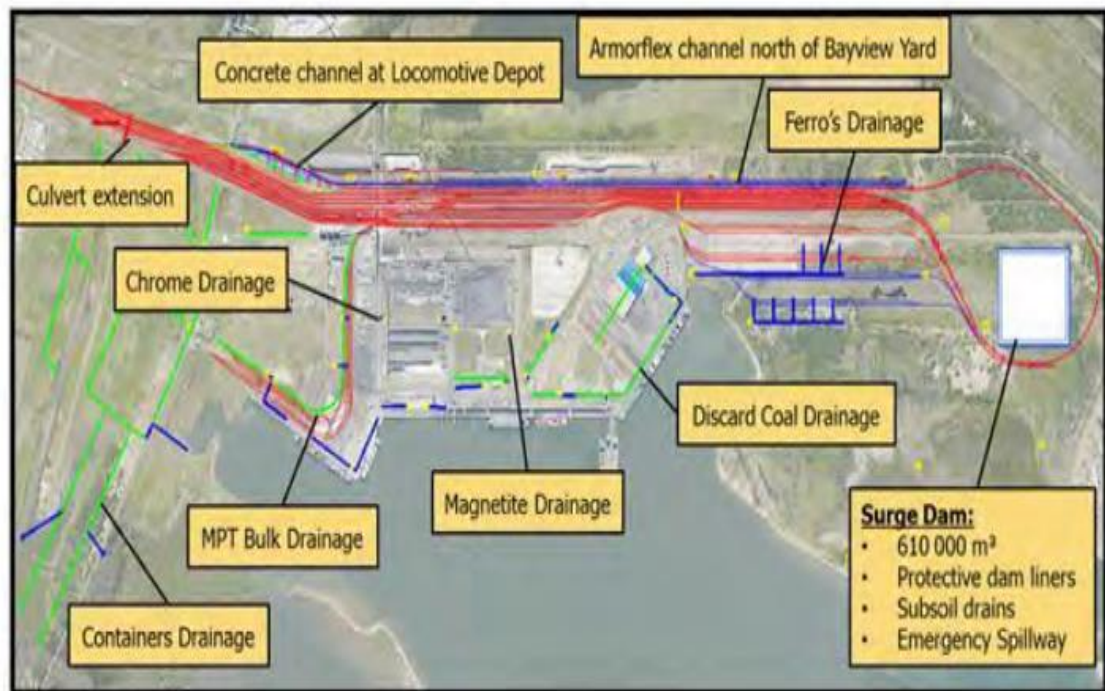 Armorflex channel north of Bayview Yard
Concrete channel at Locomotive Depot
Ferro's Drainage
Culvert extension
Chrome Drainage
Discard Coal Drainage
Magnetite Drainage
MPT Bulk Drainage
Containers Drainage
Surge Dam:
• 610 000 m³
• Protective dam liners
• Subsoil drains
• Emergency Spillway